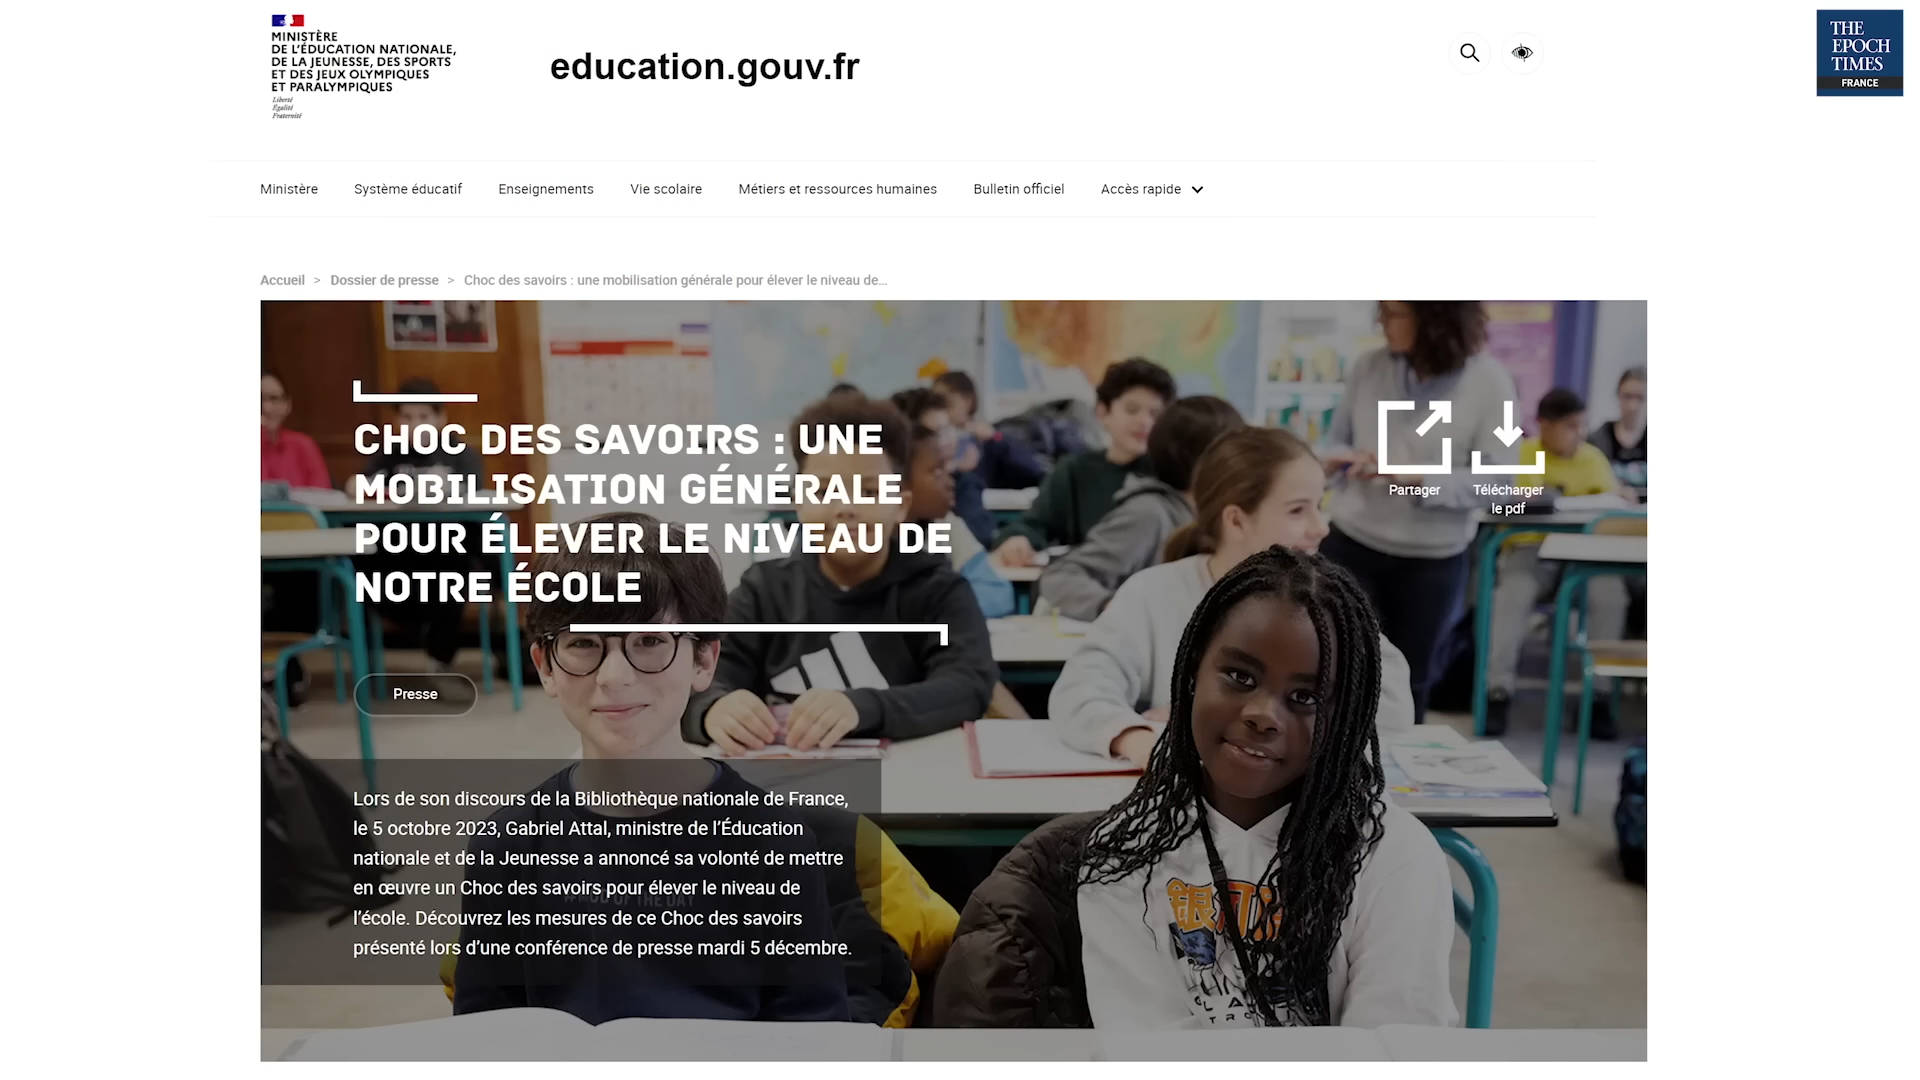 MINISTÈRE
DE L'ÉDUCATION NATIONALE,
DE LA JEUNESSE, DES SPORTS
ET DES JEUX OLYMPIQUES
ET PARALYMPIQUES
Liberté
Égalité
Fraternité
education.gouv.fr
THE
EPOCH
TIMES
FRANCE
Ministère Système éducatif Enseignements Vie scolaire Métiers et ressources humaines Bulletin officiel Accès rapide
Accueil > Dossier de presse > Choc des savoirs : une mobilisation générale pour élever le niveau de...
CHOC DES SAVOIRS : UNE
MOBILISATION GÉNÉRALE
POUR ÉLEVER LE NIVEAU DE
NOTRE ÉCOLE
Partager
Télécharger
le pdf
Presse
Lors de son discours de la Bibliothèque nationale de France,
le 5 octobre 2023, Gabriel Attal, ministre de l’Éducation
nationale et de la Jeunesse a annoncé sa volonté de mettre
en œuvre un Choc des savoirs pour élever le niveau de
l’école. Découvrez les mesures de ce Choc des savoirs
présenté lors d’une conférence de presse mardi 5 décembre.